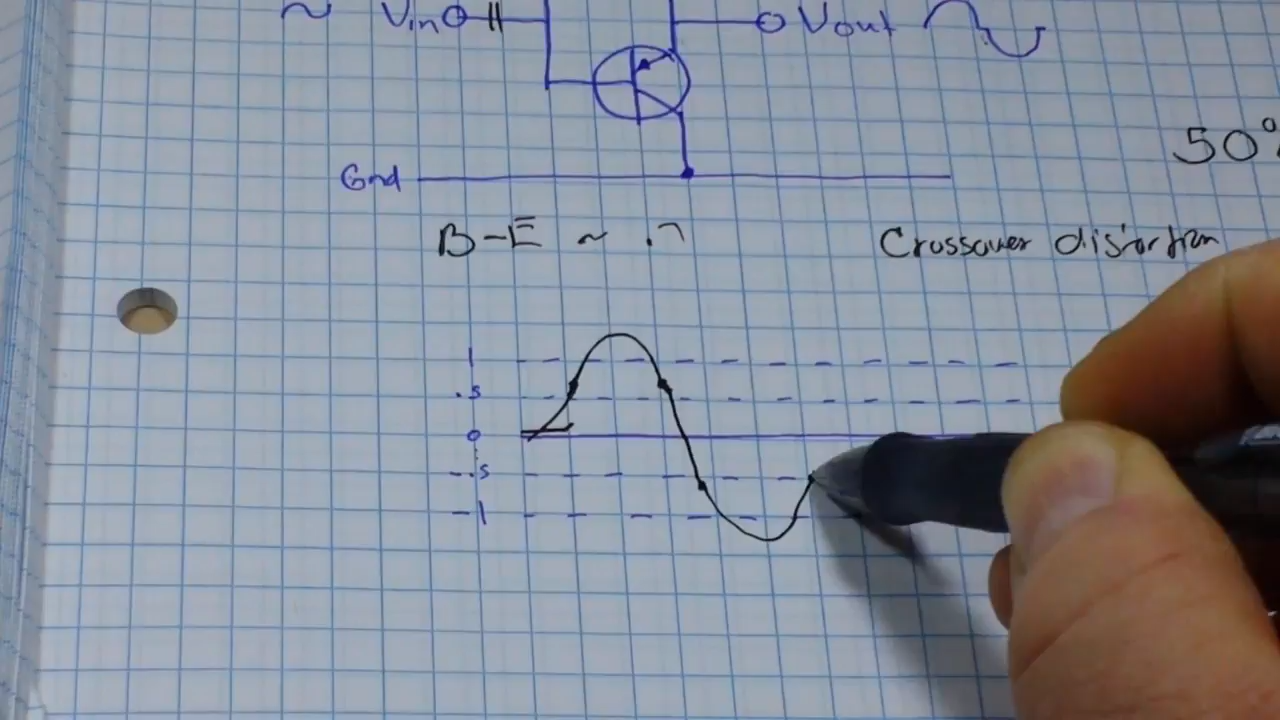 ~ Vin Vout
50%
Gnd
B-E ~ .7
Crossover distortion
1
.5
0
-.5
-1